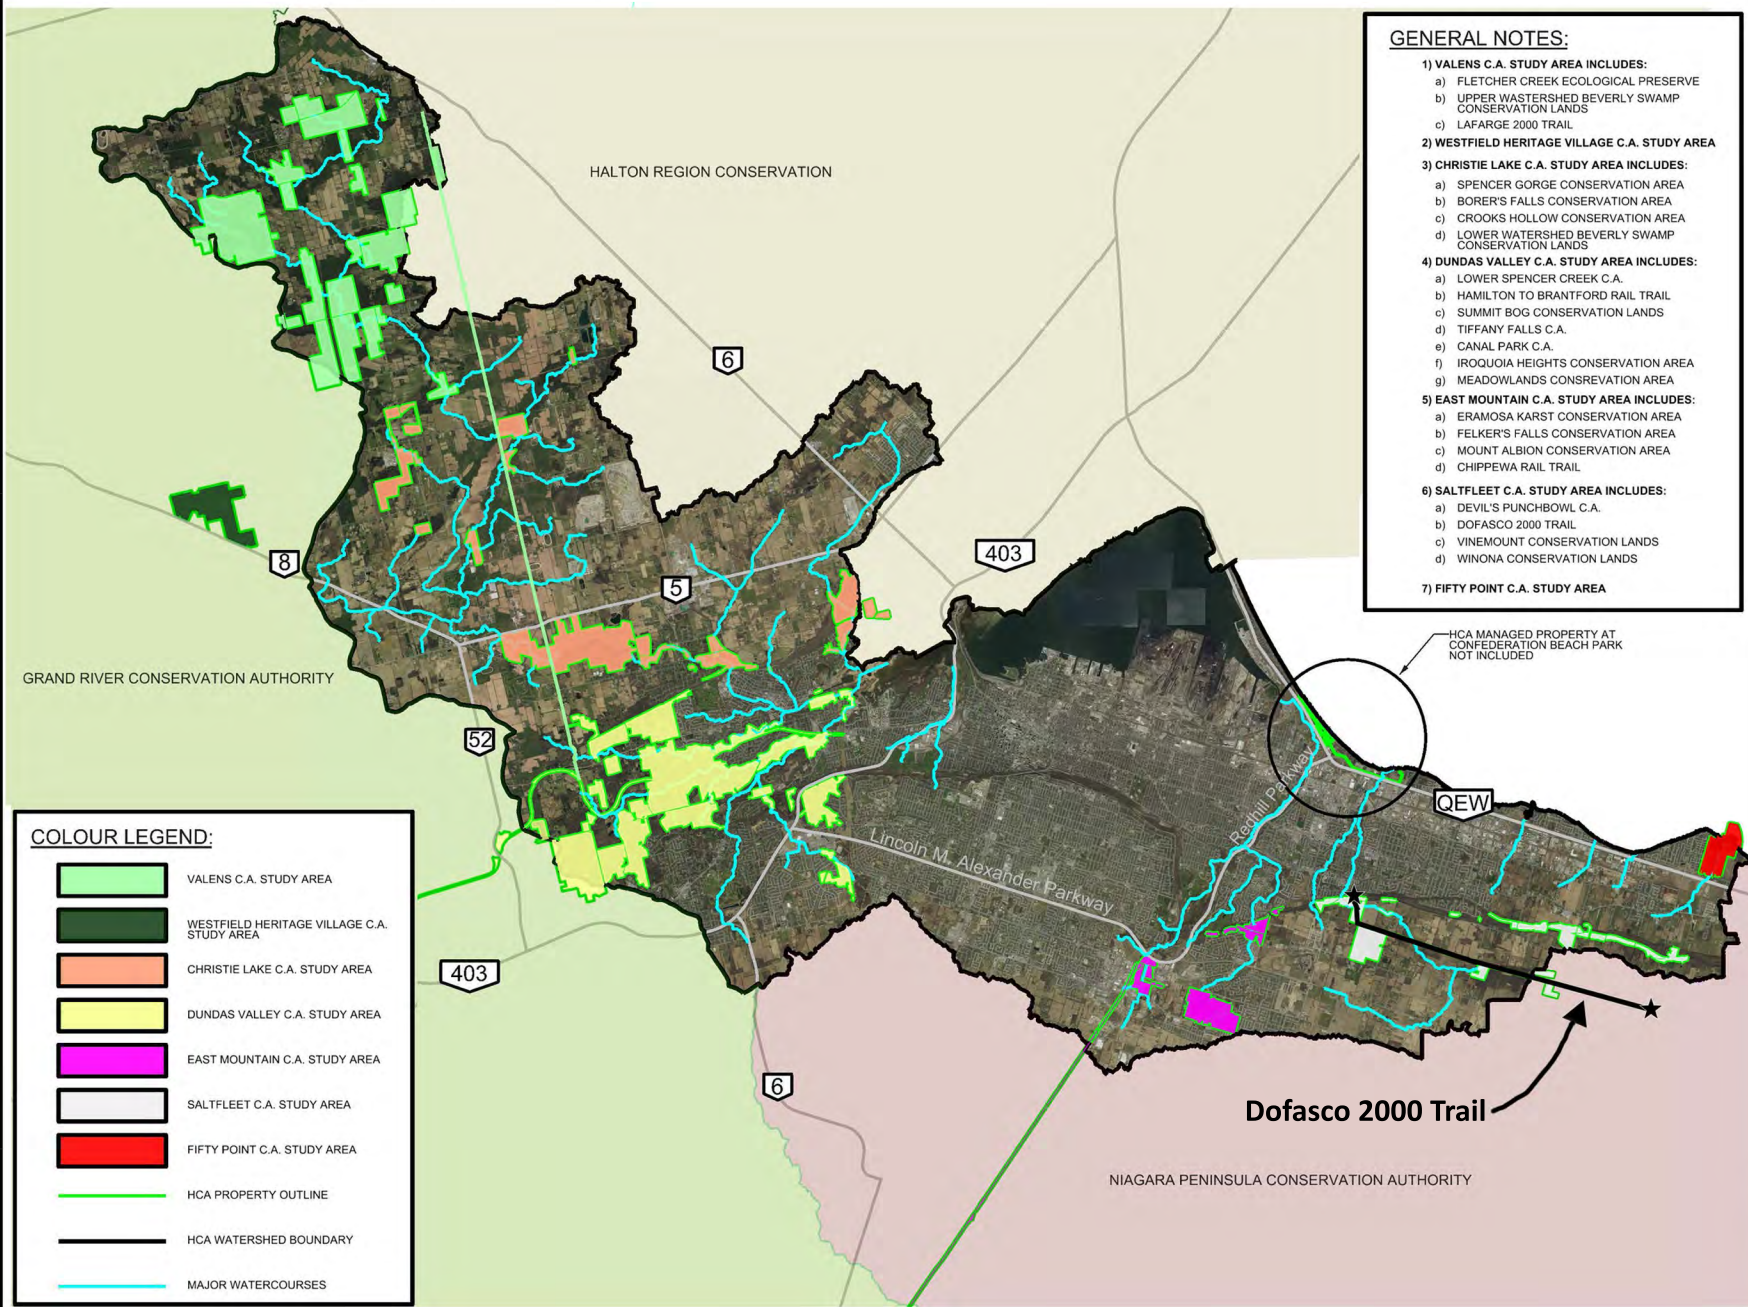 GENERAL NOTES:
1) VALENS C.A. STUDY AREA INCLUDES:
a) FLETCHER CREEK ECOLOGICAL PRESERVE
b) UPPER WASTERSHED BEVERLY SWAMP
CONSERVATION LANDS
c) LAFARGE 2000 TRAIL
2) WESTFIELD HERITAGE VILLAGE C.A. STUDY AREA
3) CHRISTIE LAKE C.A. STUDY AREA INCLUDES:
a) SPENCER GORGE CONSERVATION AREA
b) BORER'S FALLS CONSERVATION AREA
c) CROOKS HOLLOW CONSERVATION AREA
d) LOWER WATERSHED BEVERLY SWAMP
CONSERVATION LANDS
4) DUNDAS VALLEY C.A. STUDY AREA INCLUDES:
a) LOWER SPENCER CREEK C.A.
b) HAMILTON TO BRANTFORD RAIL TRAIL
c) SUMMIT BOG CONSERVATION LANDS
d) TIFFANY FALLS C.A.
e) CANAL PARK C.A.
f) IROQUOIA HEIGHTS CONSERVATION AREA
g) MEADOWLANDS CONSREVATION AREA
5) EAST MOUNTAIN C.A. STUDY AREA INCLUDES:
a) ERAMOSA KARST CONSERVATION AREA
b) FELKER'S FALLS CONSERVATION AREA
c) MOUNT ALBION CONSERVATION AREA
d) CHIPPEWA RAIL TRAIL
6) SALTFLEET C.A. STUDY AREA INCLUDES:
a) DEVIL'S PUNCHBOWL C.A.
b) DOFASCO 2000 TRAIL
c) VINEMOUNT CONSERVATION LANDS
d) WINONA CONSERVATION LANDS
7) FIFTY POINT C.A. STUDY AREA
HALTON REGION CONSERVATION
6
8
403
5
HCA MANAGED PROPERTY AT
CONFEDERATION BEACH PARK
NOT INCLUDED
GRAND RIVER CONSERVATION AUTHORITY
52
Redhill Parkway
QEW
Lincoln M. Alexander Parkway
403
6
Dofasco 2000 Trail
NIAGARA PENINSULA CONSERVATION AUTHORITY
COLOUR LEGEND:
VALENS C.A. STUDY AREA
WESTFIELD HERITAGE VILLAGE C.A.
STUDY AREA
CHRISTIE LAKE C.A. STUDY AREA
DUNDAS VALLEY C.A. STUDY AREA
EAST MOUNTAIN C.A. STUDY AREA
SALTFLEET C.A. STUDY AREA
FIFTY POINT C.A. STUDY AREA
HCA PROPERTY OUTLINE
HCA WATERSHED BOUNDARY
MAJOR WATERCOURSES